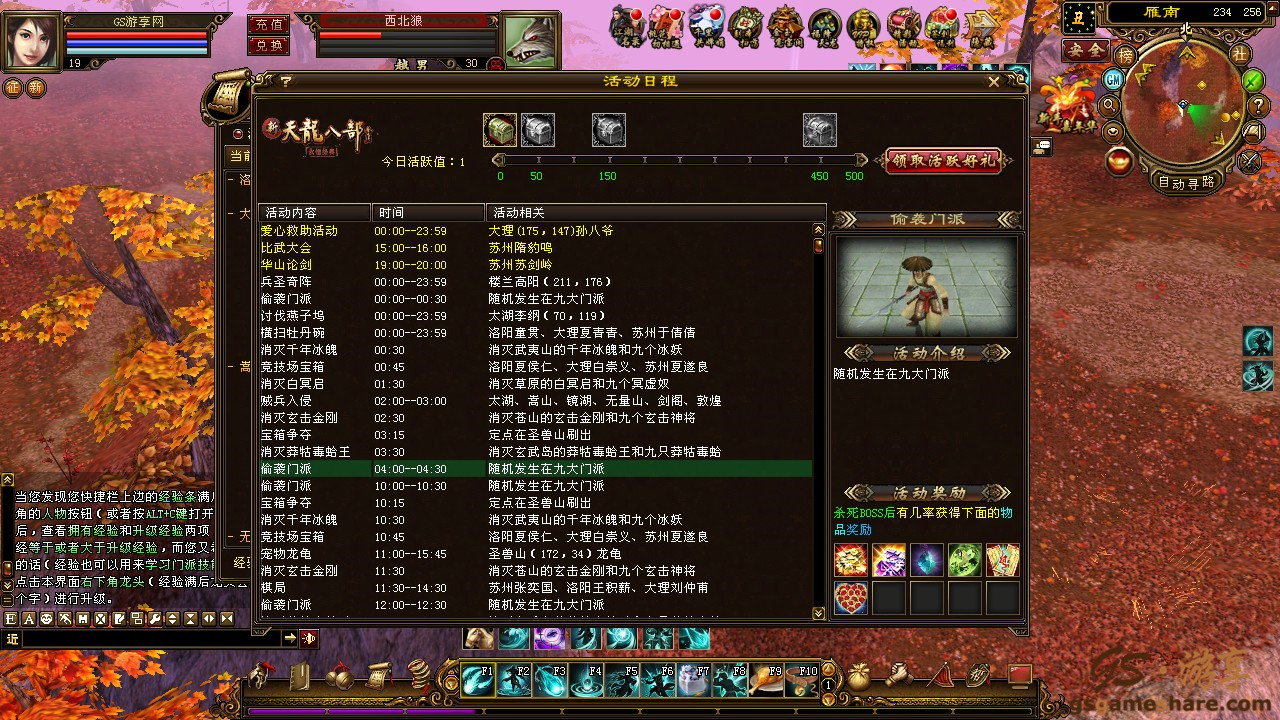 GS游享网
19
充值
兑换
西北狼
越男
30
雁南
234 256
北
丑
安全
榜
社
GM
自动寻路
征
新
活动日程
新天龍八部
今日活跃值：1
0
50
150
450
500
领取活跃好礼
当前
活动内容 时间 活动相关
爱心救助活动 00:00--23:59 大理(175，147)孙八爷
比武大会 15:00--16:00 苏州隋豹鸣
华山论剑 19:00--20:00 苏州苏剑岭
兵圣奇阵 00:00--23:59 楼兰高阳（211，176）
偷袭门派 00:00--00:30 随机发生在九大门派
讨伐燕子坞 00:00--23:59 太湖李纲（70，119）
横扫牡丹碗 00:00--23:59 洛阳童贯、大理夏青青、苏州于倩倩
消灭千年冰魄 00:30 消灭武夷山的千年冰魄和九个冰妖
竞技场宝箱 00:45 洛阳夏侯仁、大理白崇义、苏州夏遂良
消灭白冥启 01:30 消灭草原的白冥启和九个冥虚奴
贼兵入侵 02:00--03:00 太湖、嵩山、镜湖、无量山、剑阁、敦煌
消灭玄击金刚 02:30 消灭苍山的玄击金刚和九个玄击神将
宝箱争夺 03:15 定点在圣兽山刷出
消灭莽牯毒蛤王 03:30 消灭玄武岛的莽牯毒蛤王和九只莽牯毒蛤
偷袭门派 04:00--04:30 随机发生在九大门派
偷袭门派 10:00--10:30 随机发生在九大门派
宝箱争夺 10:15 定点在圣兽山刷出
消灭千年冰魄 10:30 消灭武夷山的千年冰魄和九个冰妖
竞技场宝箱 10:45 洛阳夏侯仁、大理白崇义、苏州夏遂良
宠物龙龟 11:00--15:45 圣兽山（172，34）龙龟
消灭玄击金刚 11:30 消灭苍山的玄击金刚和九个玄击神将
棋局 11:30--14:30 苏州张奕国、洛阳王积薪、大理刘仲甫
偷袭门派 12:00--12:30 随机发生在九大门派
偷袭门派
活动介绍
随机发生在九大门派
活动奖励
杀死BOSS后有几率获得下面的物
品奖励
当您发现您快捷栏上边的经验条满
角的人物按钮（或者按ALT+C键打开
后，查看拥有经验和升级经验两项
经等于或者大于升级经验，而您又
的话（经验也可以用来学习门派技
点击本界面右下角龙头（经验满后
个字）进行升级。
近
F1 F2 F3 F4 F5 F6 F7 F8 F9 F10